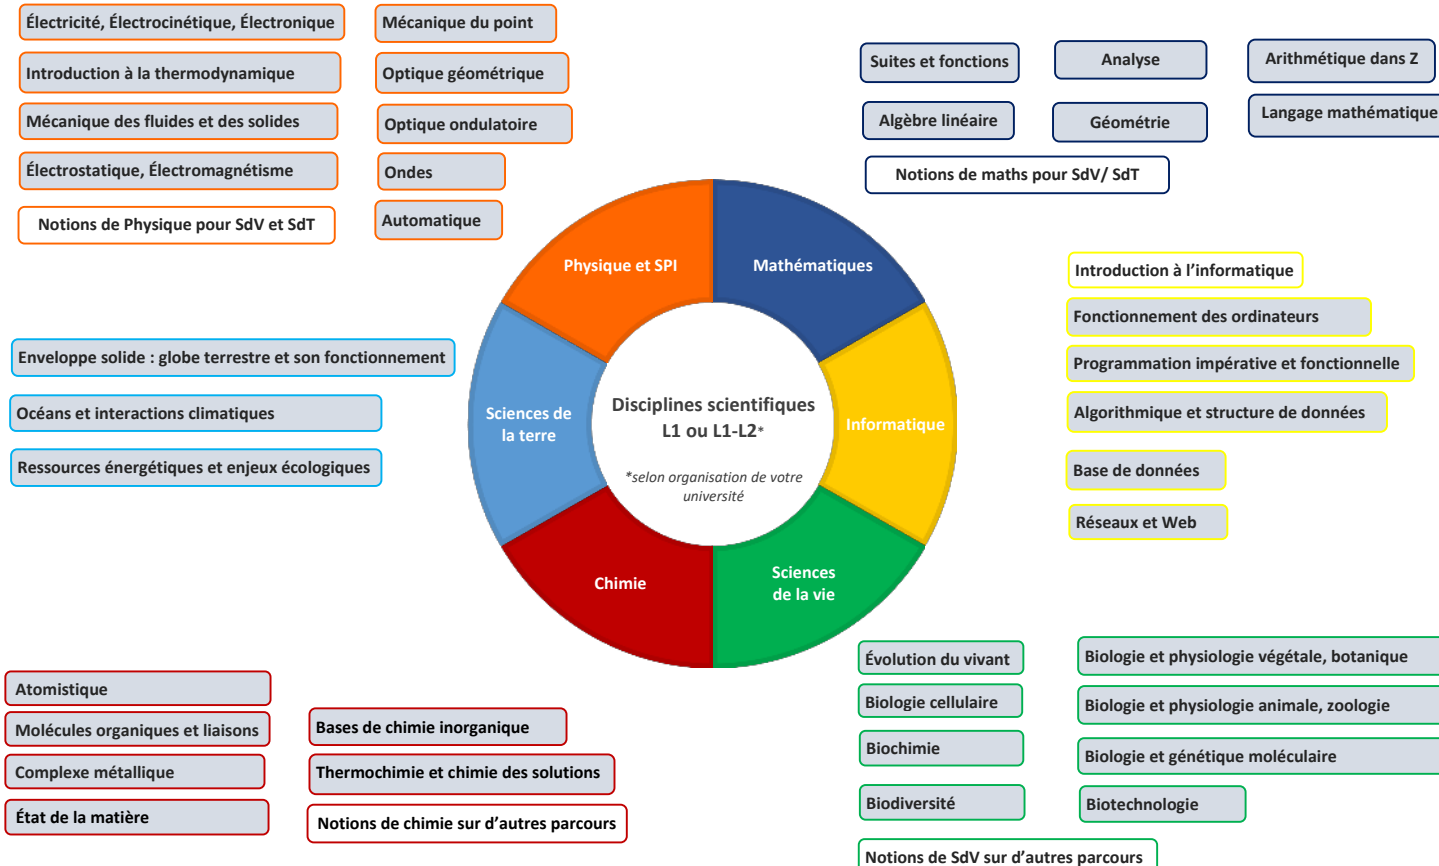 Électricité, Électrocinétique, Électronique
Introduction à la thermodynamique
Mécanique des fluides et des solides
Électrostatique, Électromagnétisme
Notions de Physique pour SdV et SdT
Mécanique du point
Optique géométrique
Optique ondulatoire
Ondes
Automatique
Suites et fonctions
Analyse
Arithmétique dans Z
Algèbre linéaire
Géométrie
Langage mathématique
Notions de maths pour SdV/ SdT
Physique et SPI
Mathématiques
Introduction à l’informatique
Fonctionnement des ordinateurs
Programmation impérative et fonctionnelle
Algorithmique et structure de données
Base de données
Réseaux et Web
Enveloppe solide : globe terrestre et son fonctionnement
Océans et interactions climatiques
Ressources énergétiques et enjeux écologiques
Sciences de
la terre
Disciplines scientifiques
L1 ou L1-L2*
*selon organisation de votre
université
Informatique
Chimie
Sciences
de la vie
Atomistique
Molécules organiques et liaisons
Complexe métallique
État de la matière
Bases de chimie inorganique
Thermochimie et chimie des solutions
Notions de chimie sur d’autres parcours
Évolution du vivant
Biologie cellulaire
Biochimie
Biodiversité
Notions de SdV sur d’autres parcours
Biologie et physiologie végétale, botanique
Biologie et physiologie animale, zoologie
Biologie et génétique moléculaire
Biotechnologie